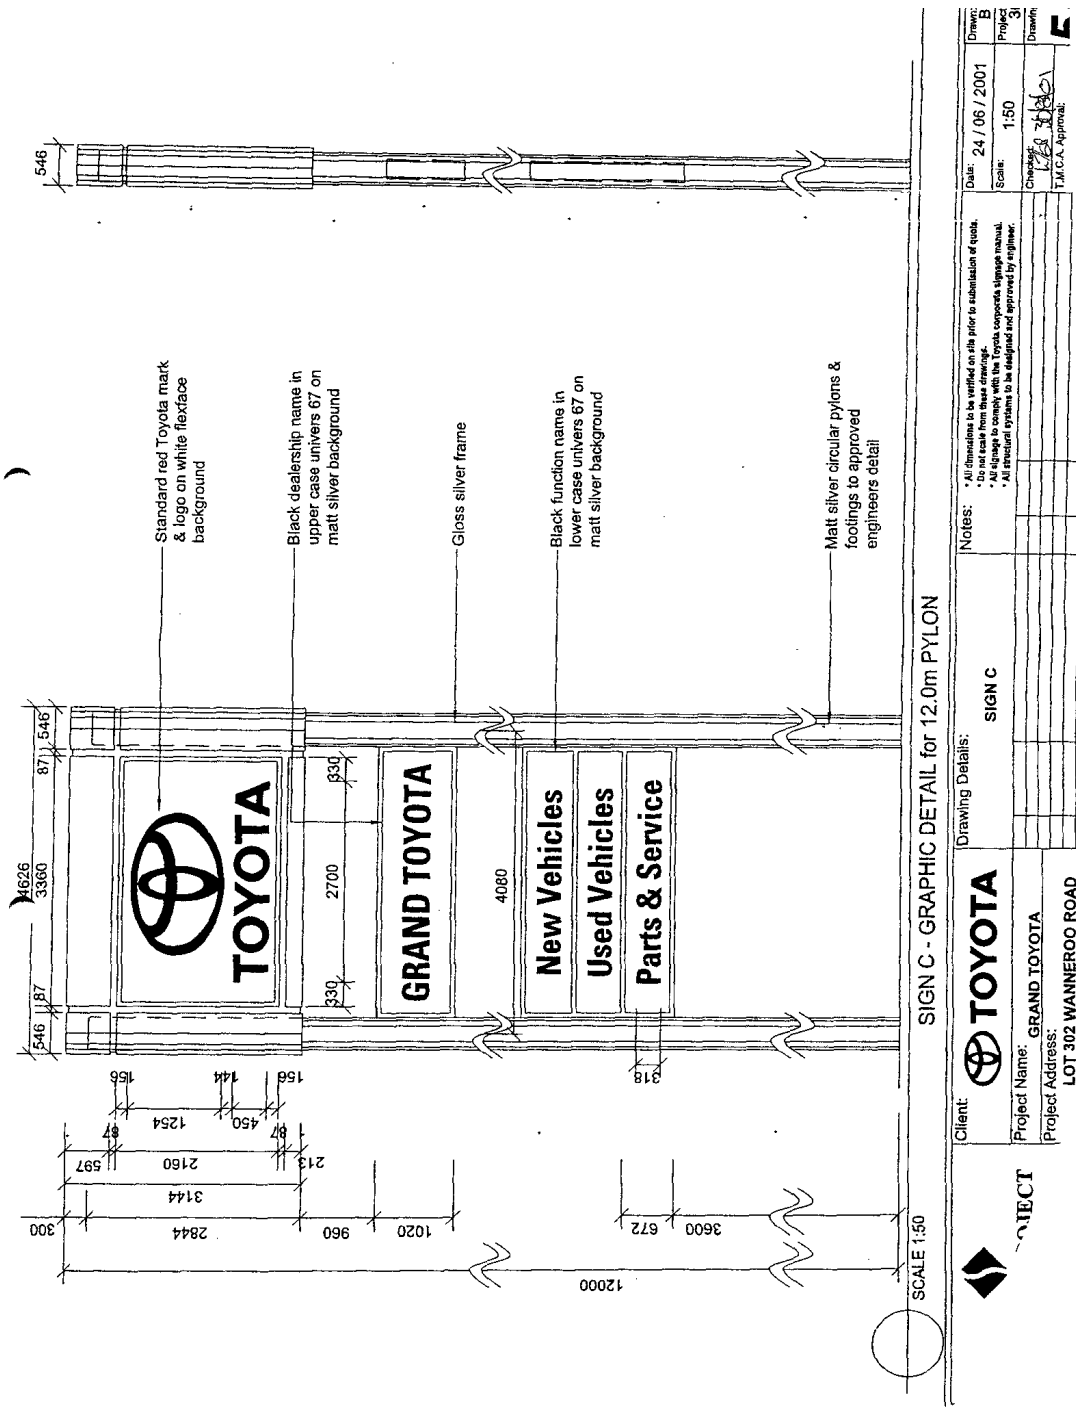 4626
546
87
3360
87
546
546
Standard red Toyota mark
& logo on white flexface
background
Black dealership name in
upper case univers 67 on
matt silver background
Gloss silver frame
Black function name in
lower case univers 67 on
matt silver background
Matt silver circular pylons &
footings to approved
engineers detail
TOYOTA
330
2700
330
GRAND TOYOTA
4080
New Vehicles
Used Vehicles
Parts & Service
318
156
1254
144
450
156
87
87
597
2160
213
3144
300
2844
960
1020
672
3600
12000
SCALE 1:50
SIGN C - GRAPHIC DETAIL for 12.0m PYLON
OJECT
Client:
TOYOTA
Project Name:
GRAND TOYOTA
Project Address:
LOT 302 WANNEROO ROAD
Drawing Details:
SIGN C
Notes:
* All dimensions to be verified on site prior to submission of quote.
* Do not scale from these drawings.
* All signage to comply with the Toyota corporate signage manual.
* All structural systems to be designed and approved by engineer.
Date:
24 / 06 / 2001
Scale:
1:50
Checked:
T.M.C.A. Approval:
Drawn:
B
Project
Drawin